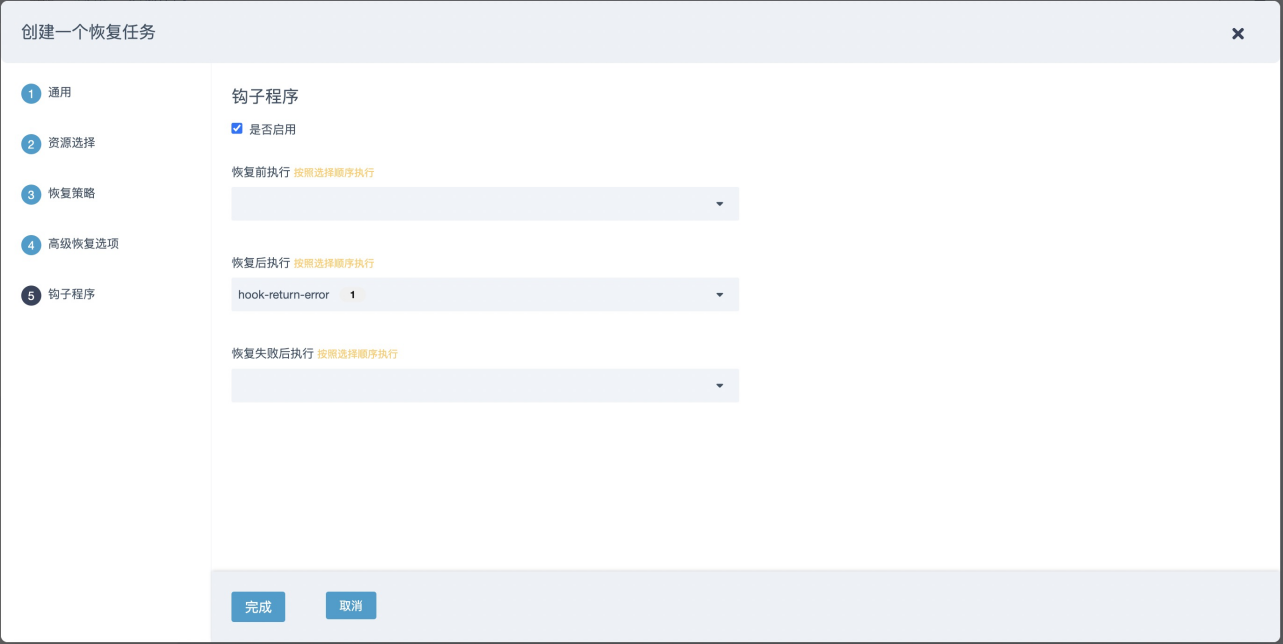 创建一个恢复任务
1 通用
2 资源选择
3 恢复策略
4 高级恢复选项
5 钩子程序
钩子程序
是否启用
恢复前执行 按照选择顺序执行
恢复后执行 按照选择顺序执行
hook-return-error 1
恢复失败后执行 按照选择顺序执行
完成 取消